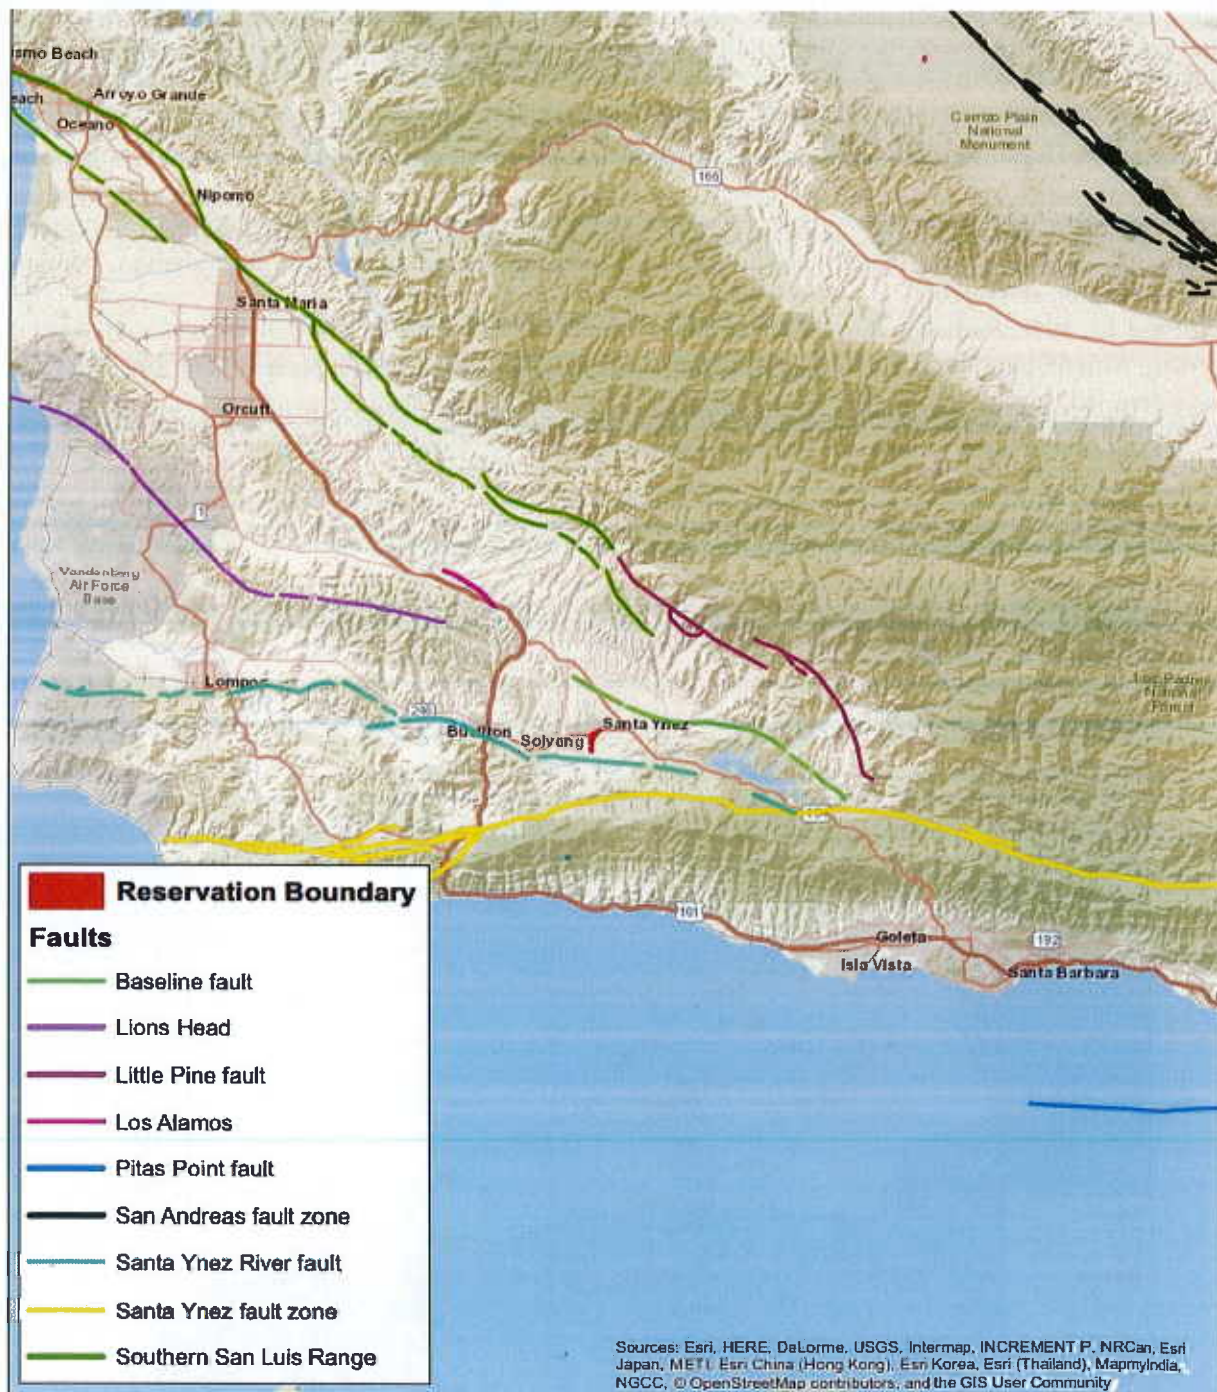 ismo Beach
each
Arroyo Grande
Oceano
Carrizo Plain
National
Monument
166
Nipomo
Santa Maria
Orcutt
1
Vandenberg
Air Force
Base
Los Padres
National
Forest
Lompoc
246
Buellton
Solvang
Santa Ynez
101
Goleta
192
Isla Vista
Santa Barbara
Reservation Boundary
Faults
Baseline fault
Lions Head
Little Pine fault
Los Alamos
Pitas Point fault
San Andreas fault zone
Santa Ynez River fault
Santa Ynez fault zone
Southern San Luis Range
Sources: Esri, HERE, DeLorme, USGS, Intermap, INCREMENT P, NRCan, Esri
Japan, METI, Esri China (Hong Kong), Esri Korea, Esri (Thailand), MapmyIndia,
NGCC, © OpenStreetMap contributors, and the GIS User Community